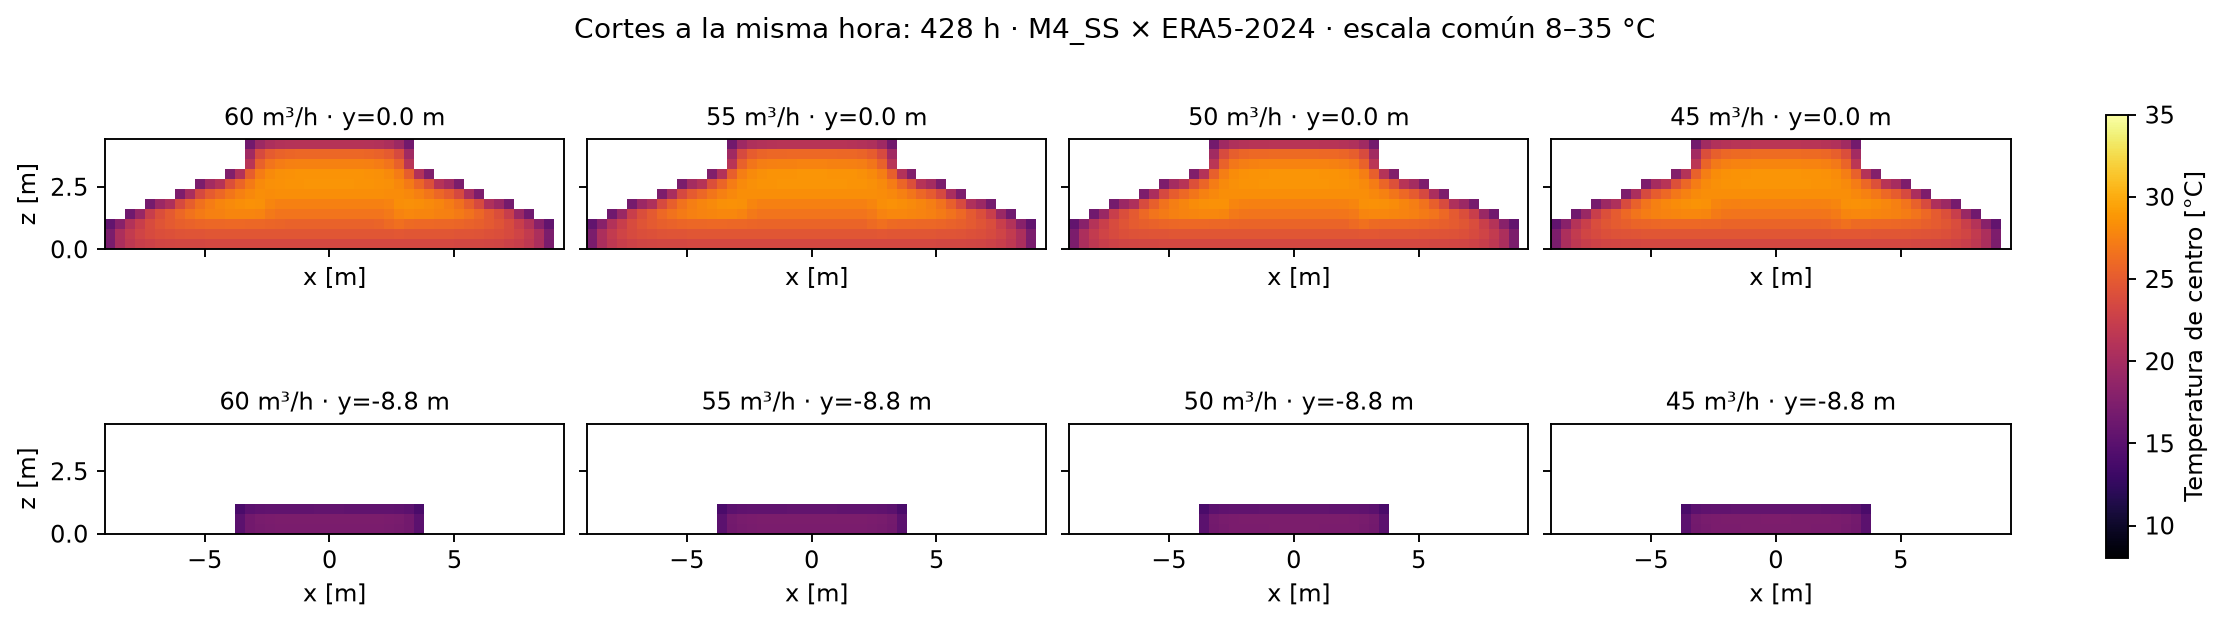 Cortes a la misma hora: 428 h · M4_SS × ERA5-2024 · escala común 8–35 °C
60 m³/h · y=0.0 m
55 m³/h · y=0.0 m
50 m³/h · y=0.0 m
45 m³/h · y=0.0 m
z [m]
2.5
0.0
x [m]
x [m]
x [m]
x [m]
60 m³/h · y=-8.8 m
55 m³/h · y=-8.8 m
50 m³/h · y=-8.8 m
45 m³/h · y=-8.8 m
z [m]
2.5
0.0
−5 0 5
−5 0 5
−5 0 5
−5 0 5
x [m]
x [m]
x [m]
x [m]
35
30
25
20
15
10
Temperatura de centro [°C]